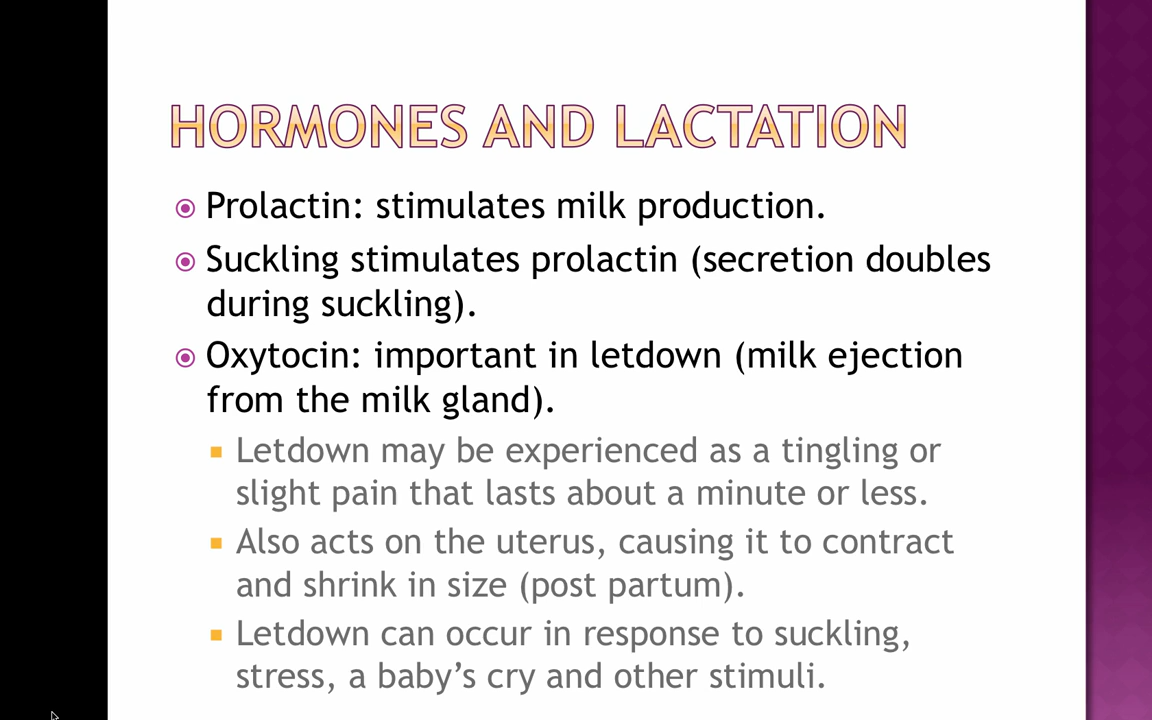 HORMONES AND LACTATION
Prolactin: stimulates milk production.
Suckling stimulates prolactin (secretion doubles
during suckling).
Oxytocin: important in letdown (milk ejection
from the milk gland).
Letdown may be experienced as a tingling or
slight pain that lasts about a minute or less.
Also acts on the uterus, causing it to contract
and shrink in size (post partum).
Letdown can occur in response to suckling,
stress, a baby’s cry and other stimuli.